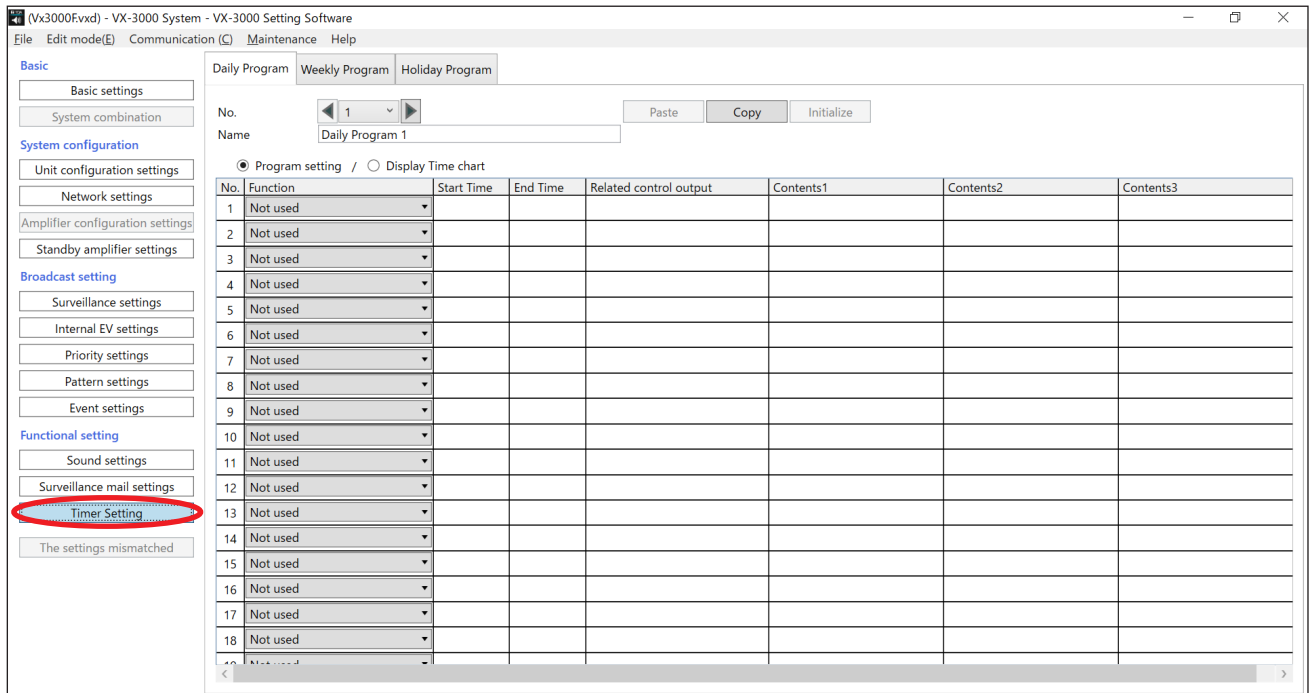 (Vx3000F.vxd) - VX-3000 System - VX-3000 Setting Software
File Edit mode(E) Communication (C) Maintenance Help
Basic
Basic settings
System combination
System configuration
Unit configuration settings
Network settings
Amplifier configuration settings
Standby amplifier settings
Broadcast setting
Surveillance settings
Internal EV settings
Priority settings
Pattern settings
Event settings
Functional setting
Sound settings
Surveillance mail settings
Timer Setting
The settings mismatched
Daily Program Weekly Program Holiday Program
No. 1 Paste Copy Initialize
Name Daily Program 1
Program setting / Display Time chart
No. Function Start Time End Time Related control output Contents1 Contents2 Contents3
1 Not used
2 Not used
3 Not used
4 Not used
5 Not used
6 Not used
7 Not used
8 Not used
9 Not used
10 Not used
11 Not used
12 Not used
13 Not used
14 Not used
15 Not used
16 Not used
17 Not used
18 Not used